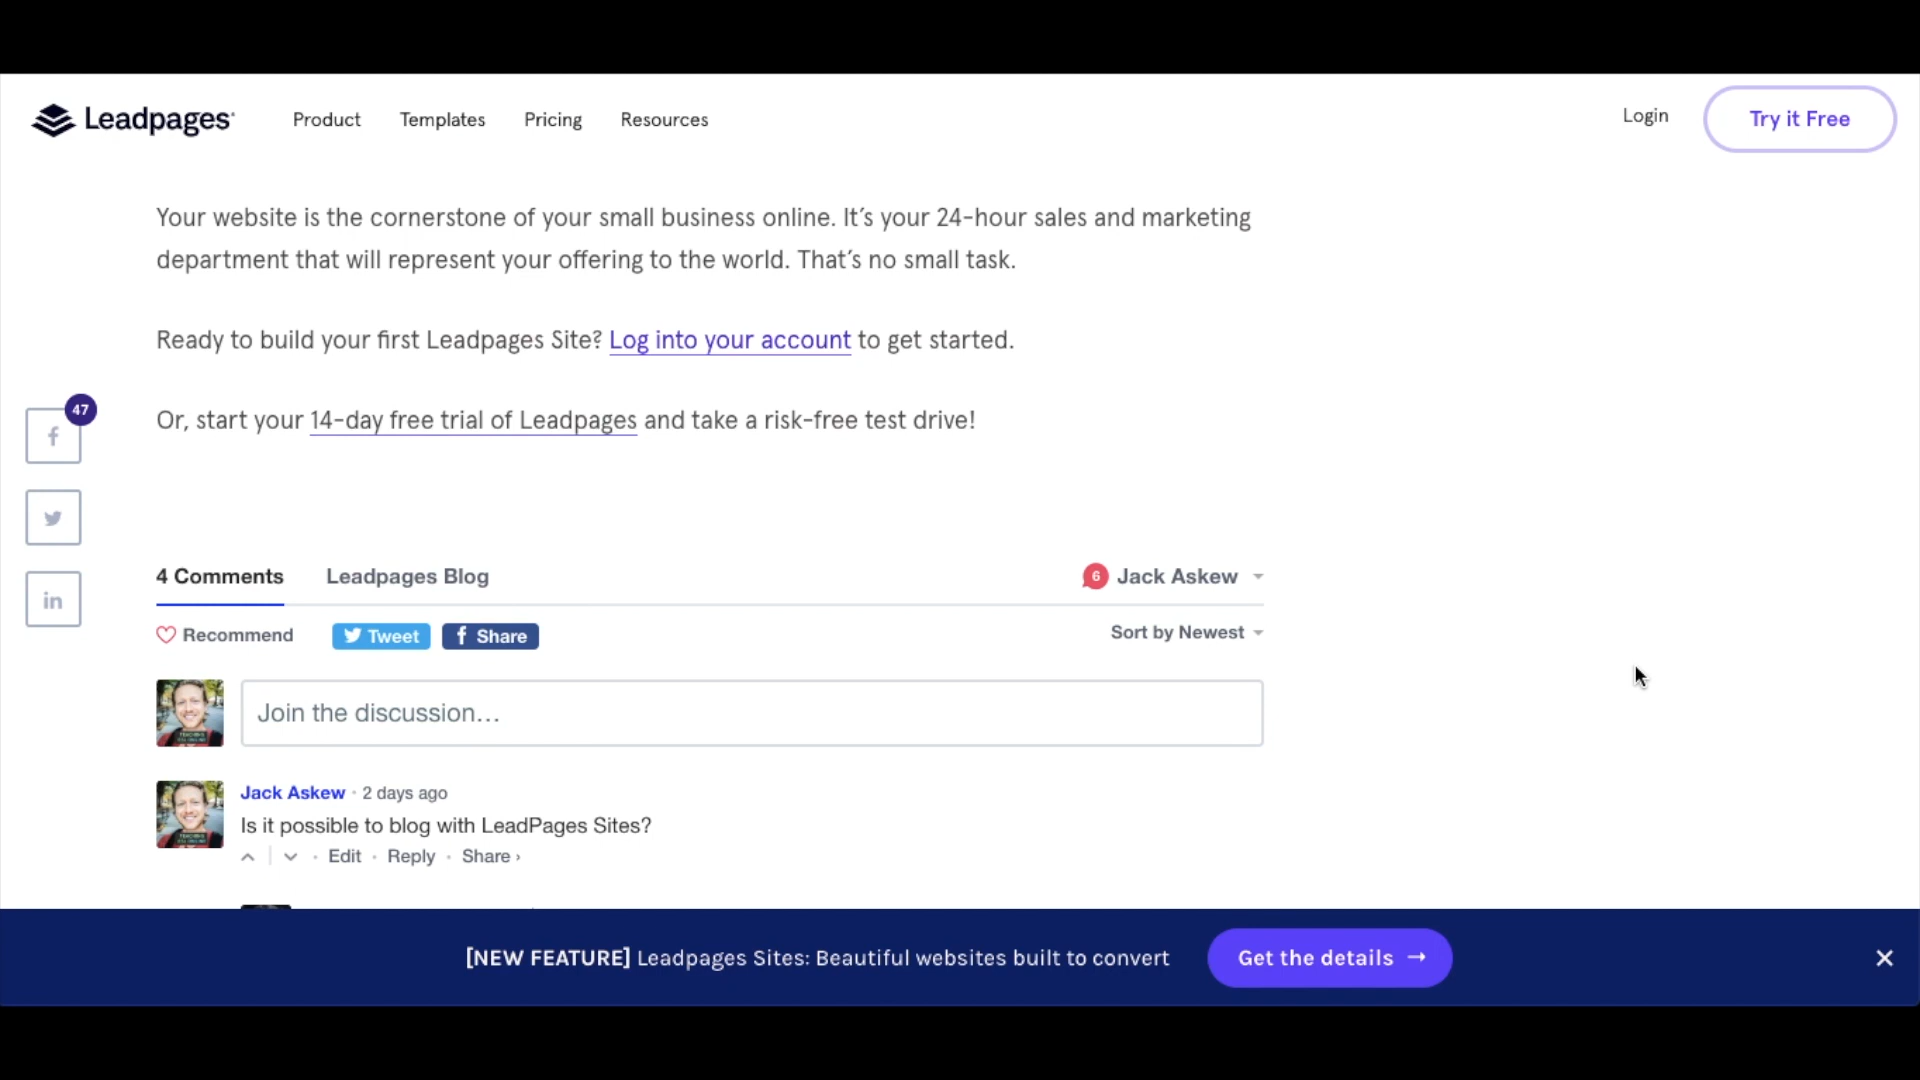 Leadpages
Product
Templates
Pricing
Resources
Login
Try it Free
Your website is the cornerstone of your small business online. It´s your 24-hour sales and marketing
department that will represent your offering to the world. That´s no small task.
Ready to build your first Leadpages Site? Log into your account to get started.
47
Or, start your 14-day free trial of Leadpages and take a risk-free test drive!
4 Comments
Leadpages Blog
6
Jack Askew
Recommend
Tweet
Share
Sort by Newest
Join the discussion…
Jack Askew · 2 days ago
Is it possible to blog with LeadPages Sites?
Edit · Reply · Share ›
[NEW FEATURE] Leadpages Sites: Beautiful websites built to convert
Get the details →